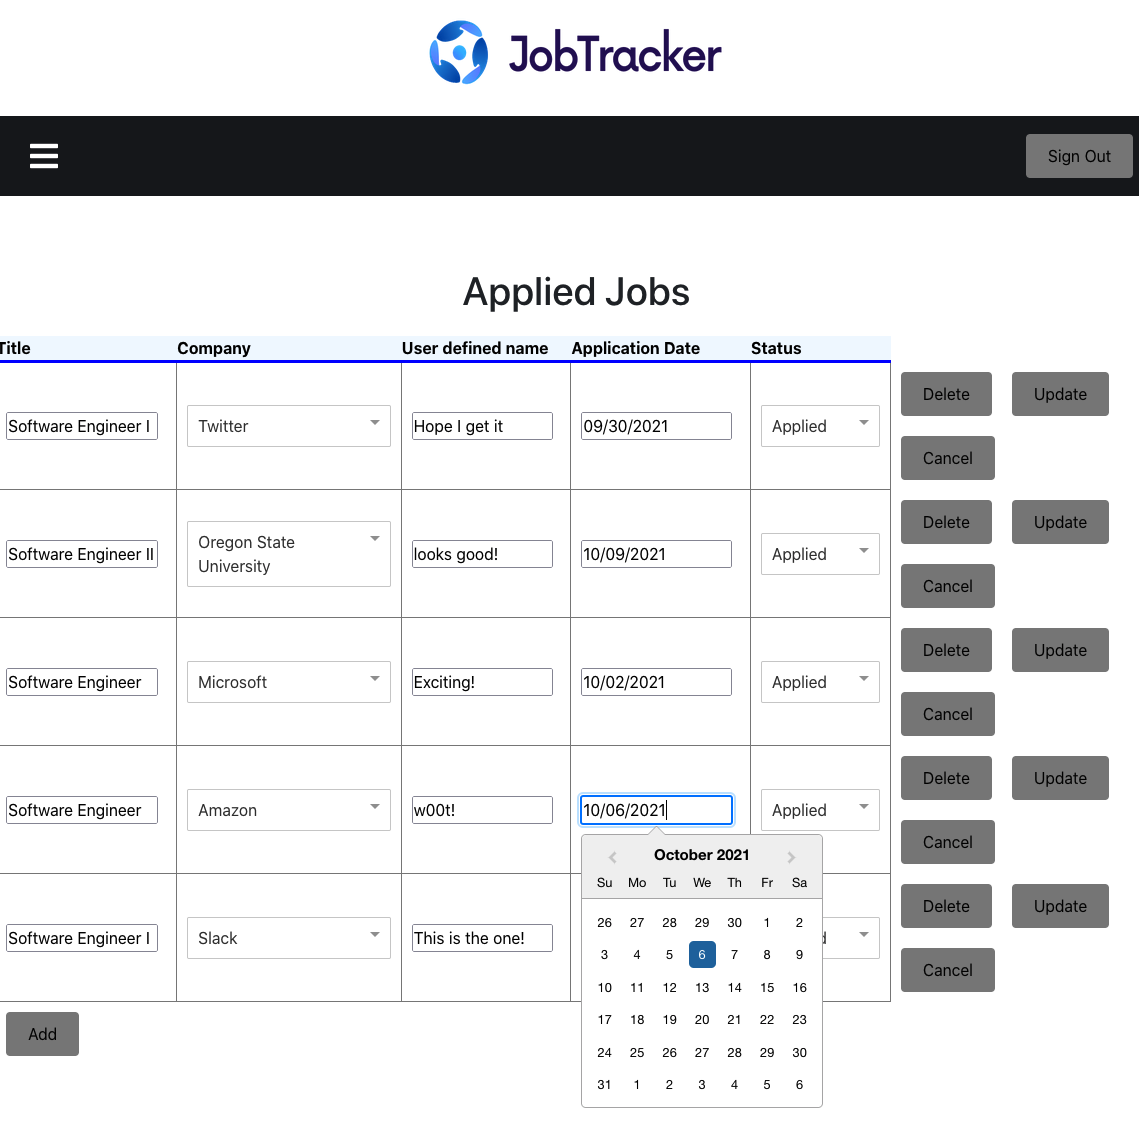 JobTracker
Sign Out
Applied Jobs
Title Company User defined name Application Date Status
Software Engineer I Twitter Hope I get it 09/30/2021 Applied Delete Update
Cancel
Software Engineer II Oregon State University looks good! 10/09/2021 Applied Delete Update
Cancel
Software Engineer Microsoft Exciting! 10/02/2021 Applied Delete Update
Cancel
Software Engineer Amazon w00t! 10/06/2021 Applied Delete Update
Cancel
Software Engineer I Slack This is the one! Delete Update
Cancel
Add
October 2021
Su Mo Tu We Th Fr Sa
26 27 28 29 30 1 2
3 4 5 6 7 8 9
10 11 12 13 14 15 16
17 18 19 20 21 22 23
24 25 26 27 28 29 30
31 1 2 3 4 5 6